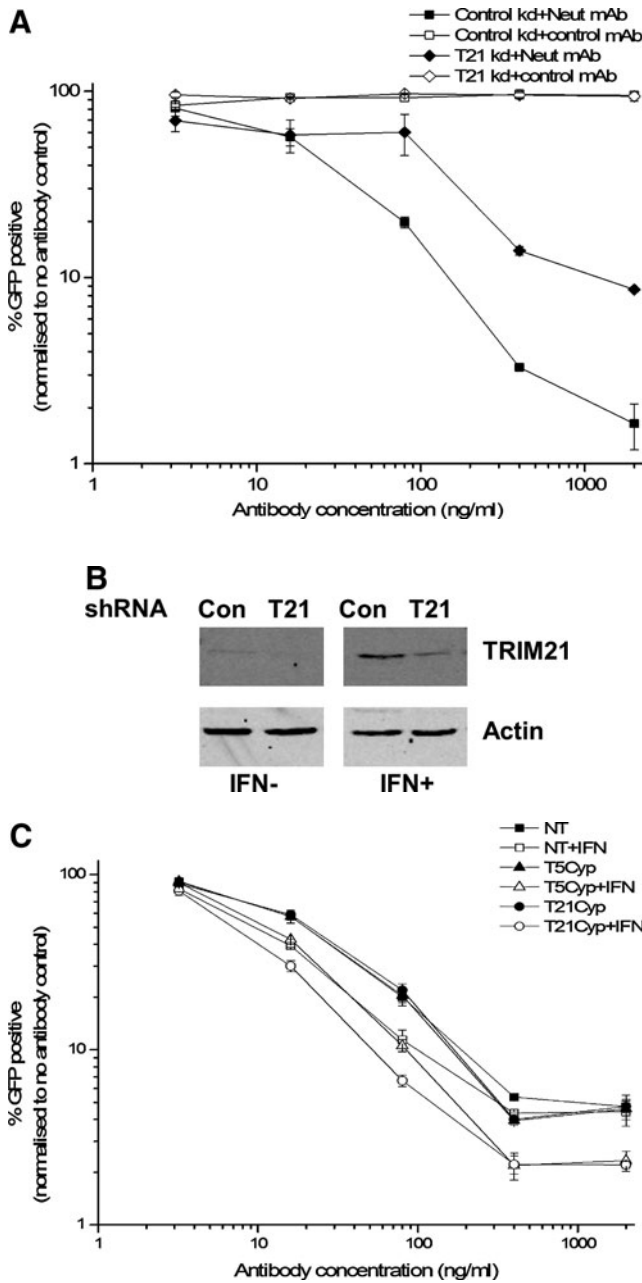 A
Control kd+Neut mAb
Control kd+control mAb
T21 kd+Neut mAb
T21 kd+control mAb
100
10
1
%GFP positive
(normalised to no antibody control)
1 10 100 1000
Antibody concentration (ng/ml)
B
shRNA Con T21 Con T21
TRIM21
Actin
IFN- IFN+
C
NT
NT+IFN
T5Cyp
T5Cyp+IFN
T21Cyp
T21Cyp+IFN
100
10
1
%GFP positive
(normalised to no antibody control)
1 10 100 1000
Antibody concentration (ng/ml)